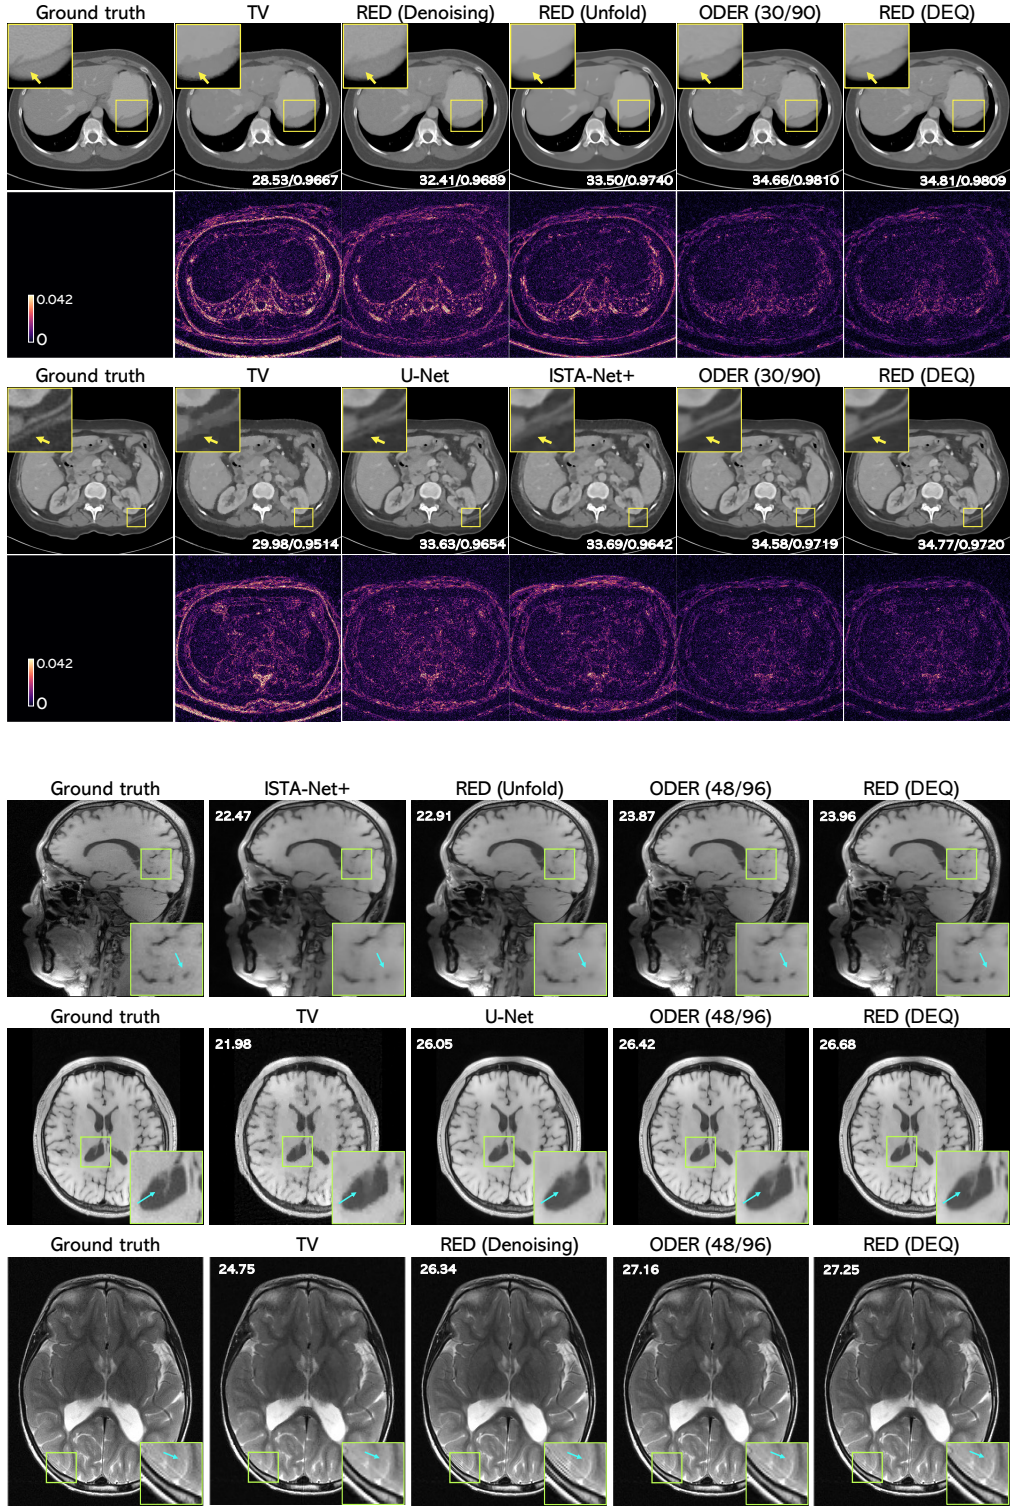 Ground truth TV RED (Denoising) RED (Unfold) ODER (30/90) RED (DEQ)
28.53/0.9667 32.41/0.9689 33.50/0.9740 34.66/0.9810 34.81/0.9809
0.042
0
Ground truth TV U-Net ISTA-Net+ ODER (30/90) RED (DEQ)
29.98/0.9514 33.63/0.9654 33.69/0.9642 34.58/0.9719 34.77/0.9720
0.042
0
Ground truth ISTA-Net+ RED (Unfold) ODER (48/96) RED (DEQ)
22.47 22.91 23.87 23.96
Ground truth TV U-Net ODER (48/96) RED (DEQ)
21.98 26.05 26.42 26.68
Ground truth TV RED (Denoising) ODER (48/96) RED (DEQ)
24.75 26.34 27.16 27.25